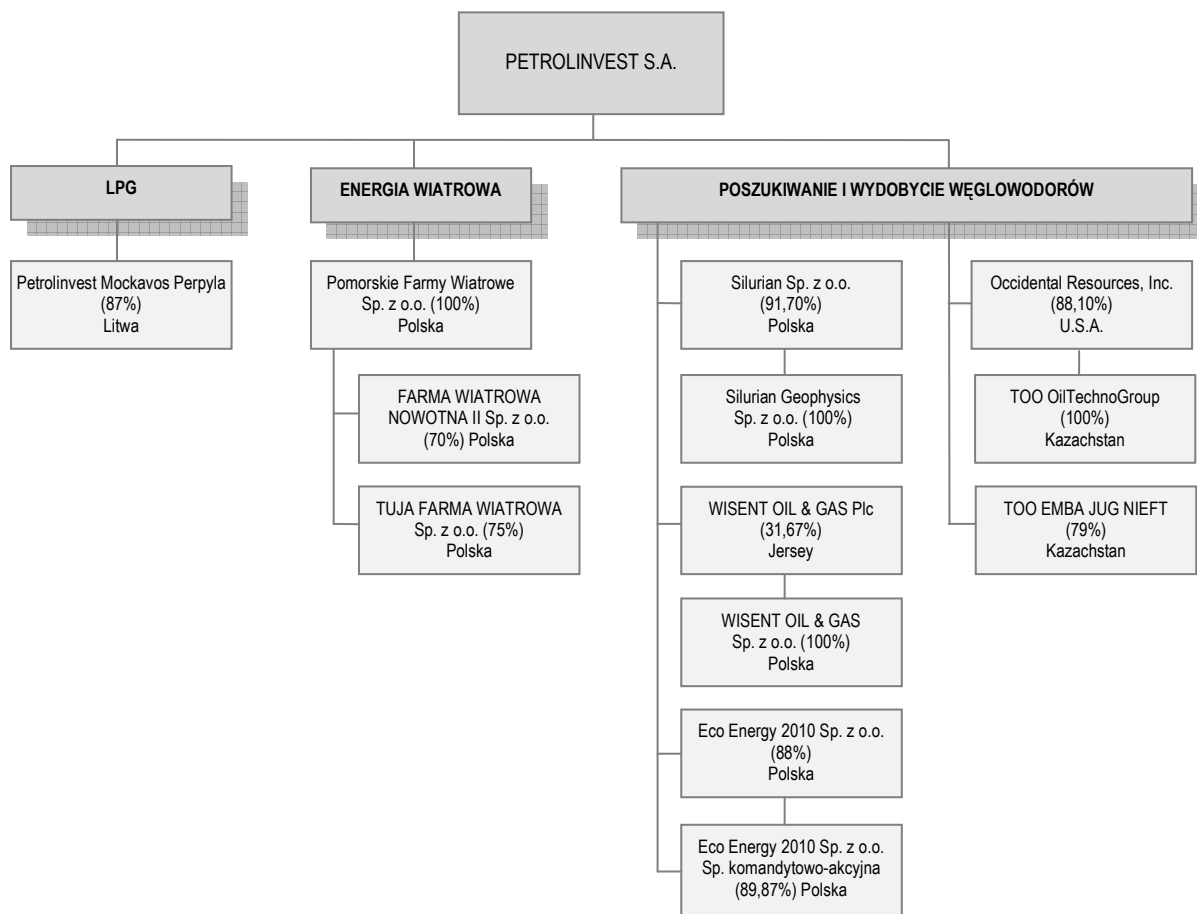 PETROLINVEST S.A.
LPG
ENERGIA WIATROWA
POSZUKIWANIE I WYDOBYCIE WĘGLOWODORÓW
Petrolinvest Mockavos Perpyla
(87%)
Litwa
Pomorskie Farmy Wiatrowe
Sp. z o.o. (100%)
Polska
FARMA WIATROWA
NOWOTNA II Sp. z o.o.
(70%) Polska
TUJA FARMA WIATROWA
Sp. z o.o. (75%)
Polska
Silurian Sp. z o.o.
(91,70%)
Polska
Silurian Geophysics
Sp. z o.o. (100%)
Polska
WISENT OIL & GAS Plc
(31,67%)
Jersey
WISENT OIL & GAS
Sp. z o.o. (100%)
Polska
Eco Energy 2010 Sp. z o.o.
(88%)
Polska
Eco Energy 2010 Sp. z o.o.
Sp. komandytowo-akcyjna
(89,87%) Polska
Occidental Resources, Inc.
(88,10%)
U.S.A.
TOO OilTechnoGroup
(100%)
Kazachstan
TOO EMBA JUG NIEFT
(79%)
Kazachstan